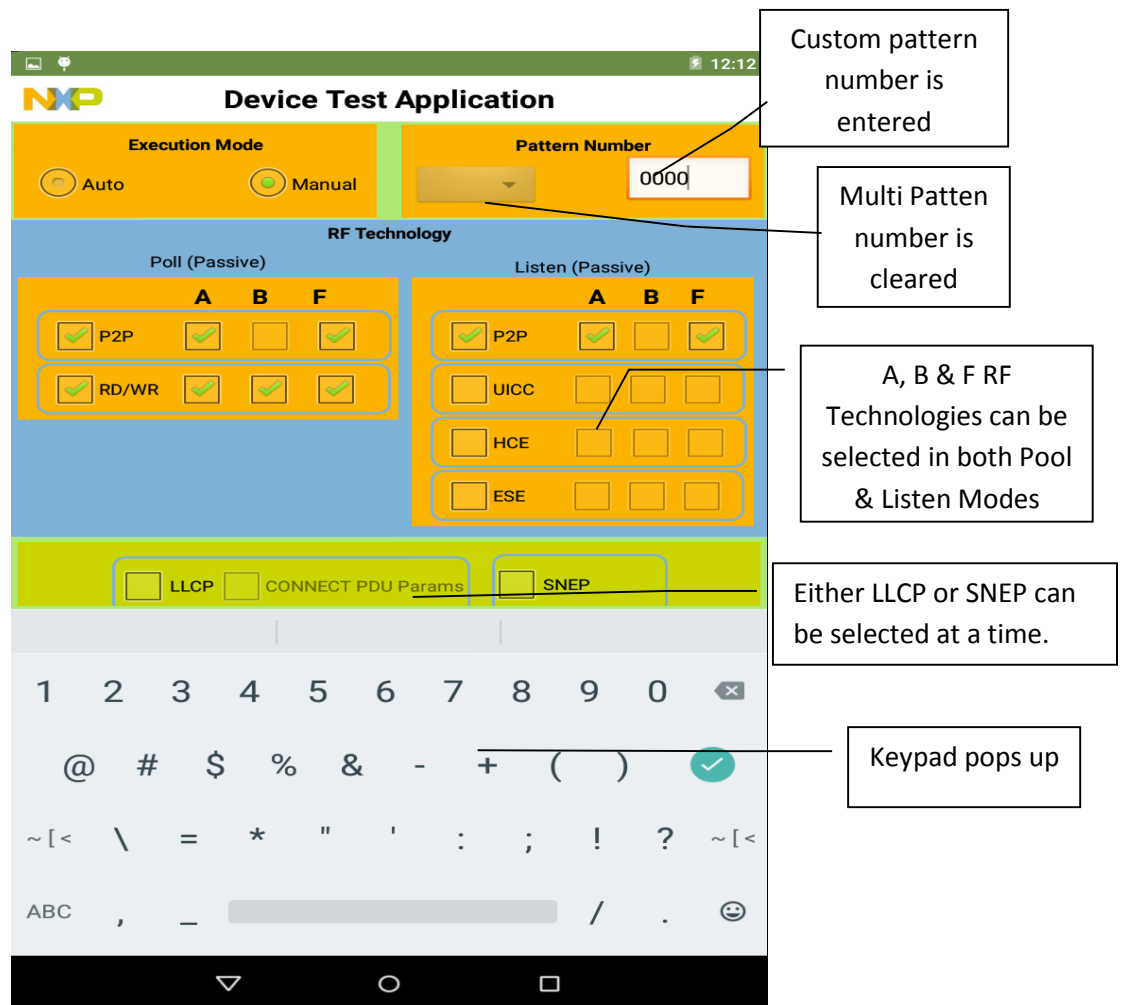 12:12
NXP
Device Test Application
Execution Mode
Auto
Manual
Pattern Number
0000
RF Technology
Poll (Passive)
A B F
P2P
RD/WR
Listen (Passive)
A B F
P2P
UICC
HCE
ESE
LLCP
CONNECT PDU Params
SNEP
1 2 3 4 5 6 7 8 9 0
@ # $ % & - + ( )
~ [ < \ = * " ' : ; ! ? ~ [ <
ABC , _ / .
Custom pattern
number is
entered
Multi Patten
number is
cleared
A, B & F RF
Technologies can be
selected in both Pool
& Listen Modes
Either LLCP or SNEP can
be selected at a time.
Keypad pops up